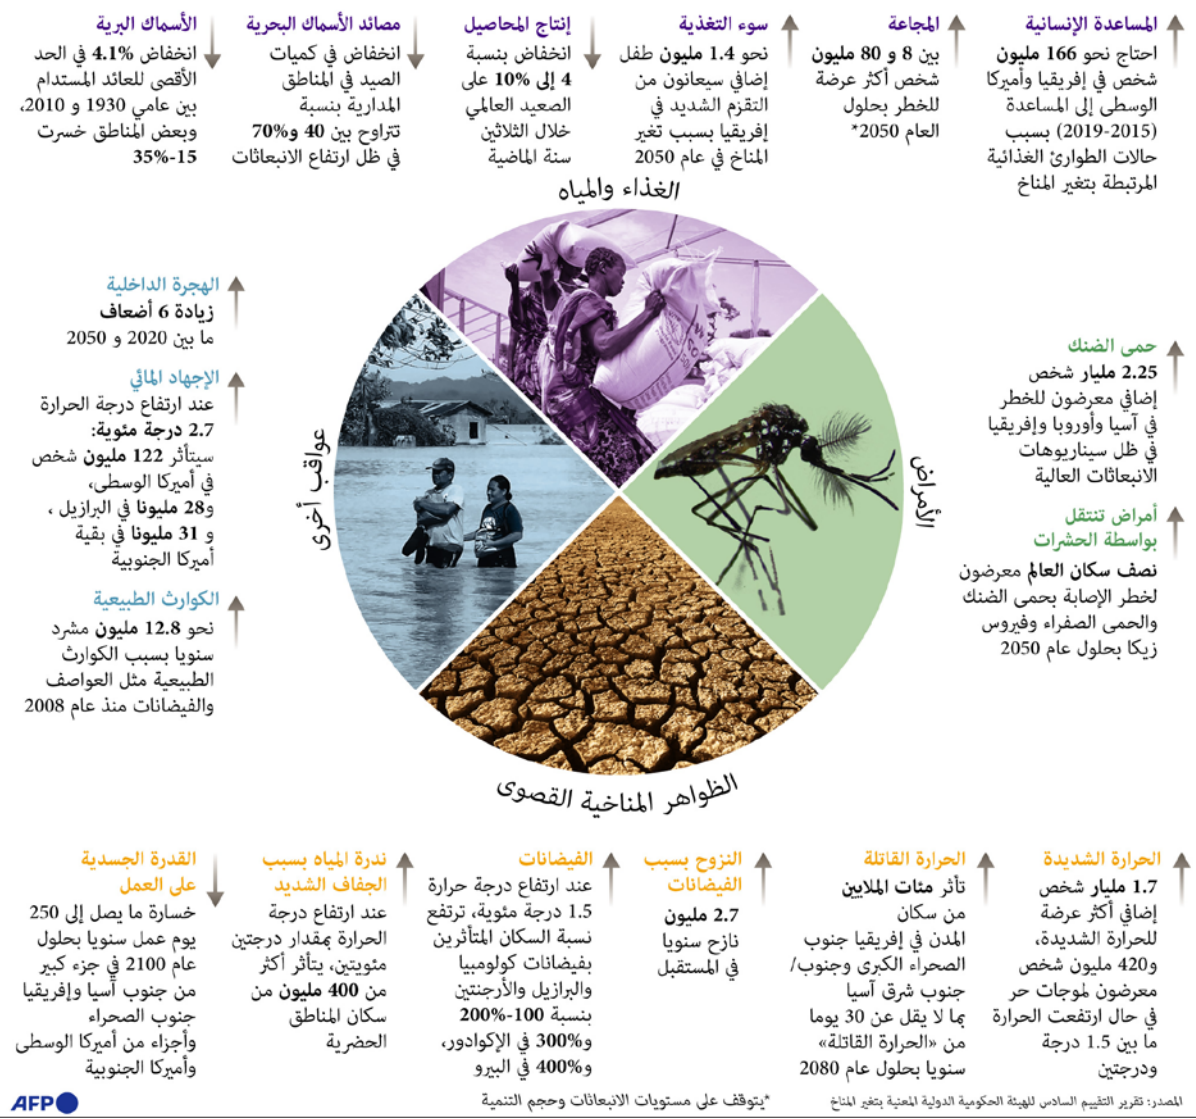 المساعدة الإنسانية
احتاج نحو 166 مليون
شخص في إفريقيا وأميركا
الوسطى إلى المساعدة
(2015-2019) بسبب
حالات الطوارئ الغذائية
المرتبطة بتغير المناخ
المجاعة
بين 8 و 80 مليون
شخص أكثر عرضة
للخطر بحلول
العام 2050*
سوء التغذية
نحو 1.4 مليون طفل
إضافي سيعانون من
التقزم الشديد في
إفريقيا بسبب تغير
المناخ في عام 2050
إنتاج المحاصيل
انخفاض بنسبة
4 إلى 10% على
الصعيد العالمي
خلال الثلاثين
سنة الماضية
مصائد الأسماك البحرية
انخفاض في كميات
الصيد في المناطق
المدارية بنسبة
تتراوح بين 40 و70%
في ظل ارتفاع الانبعاثات
الأسماك البرية
انخفاض 4.1% في الحد
الأقصى للعائد المستدام
بين عامي 1930 و 2010،
وبعض المناطق خسرت
15-35%
الغذاء والمياه
حمى الضنك
2.25 مليار شخص
إضافي معرضون للخطر
في آسيا وأوروبا وإفريقيا
في ظل سيناريوهات
الانبعاثات العالية
أمراض تنتقل
بواسطة الحشرات
نصف سكان العالم معرضون
لخطر الإصابة بحمى الضنك
والحمى الصفراء وفيروس
زيكا بحلول عام 2050
الأمراض
عواقب أخرى
الهجرة الداخلية
زيادة 6 أضعاف
ما بين 2020 و 2050
الإجهاد المائي
عند ارتفاع درجة الحرارة
2.7 درجة مئوية:
سيتأثر 122 مليون شخص
في أميركا الوسطى،
و28 مليونا في البرازيل ،
و 31 مليونا في بقية
أميركا الجنوبية
الكوارث الطبيعية
نحو 12.8 مليون مشرد
سنويا بسبب الكوارث
الطبيعية مثل العواصف
والفيضانات منذ عام 2008
الظواهر المناخية القصوى
الحرارة الشديدة
1.7 مليار شخص
إضافي أكثر عرضة
للحرارة الشديدة،
و420 مليون شخص
معرضون لموجات حر
في حال ارتفعت الحرارة
ما بين 1.5 درجة
ودرجتين
الحرارة القاتلة
تأثر مئات الملايين
من سكان
المدن في إفريقيا جنوب
الصحراء الكبرى وجنوب/
جنوب شرق آسيا
بما لا يقل عن 30 يوما
من «الحرارة القاتلة»
سنويا بحلول عام 2080
النزوح بسبب
الفيضانات
2.7 مليون
نازح سنويا
في المستقبل
الفيضانات
عند ارتفاع درجة حرارة
1.5 درجة مئوية، ترتفع
نسبة السكان المتأثرين
بفيضانات كولومبيا
والبرازيل والأرجنتين
بنسبة 100-200%
و300% في الإكوادور،
و400% في البيرو
ندرة المياه بسبب
الجفاف الشديد
عند ارتفاع درجة
الحرارة بمقدار درجتين
مئويتين، يتأثر أكثر
من 400 مليون من
سكان المناطق
الحضرية
القدرة الجسدية
على العمل
خسارة ما يصل إلى 250
يوم عمل سنويا بحلول
عام 2100 في جزء كبير
من جنوب آسيا وإفريقيا
جنوب الصحراء
وأجزاء من أميركا الوسطى
وأميركا الجنوبية
المصدر: تقرير التقييم السادس للهيئة الحكومية الدولية المعنية بتغير المناخ
*يتوقف على مستويات الانبعاثات وحجم التنمية
AFP